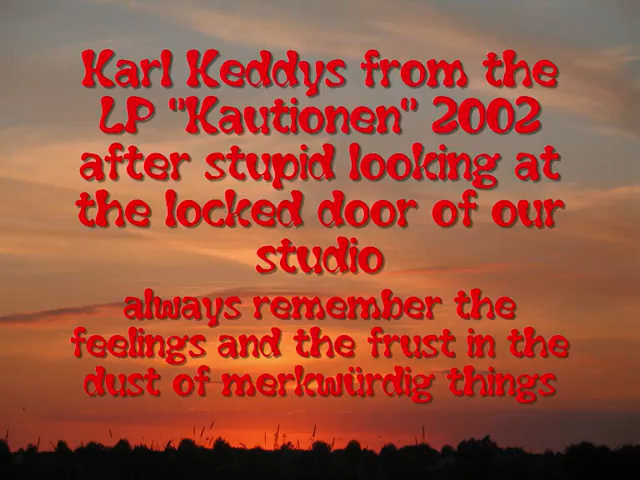 Karl Keddys from the
LP "Kautionen" 2002
after stupid looking at
the locked door of our
studio
always remember the
feelings and the frust in the
dust of merkwürdig things